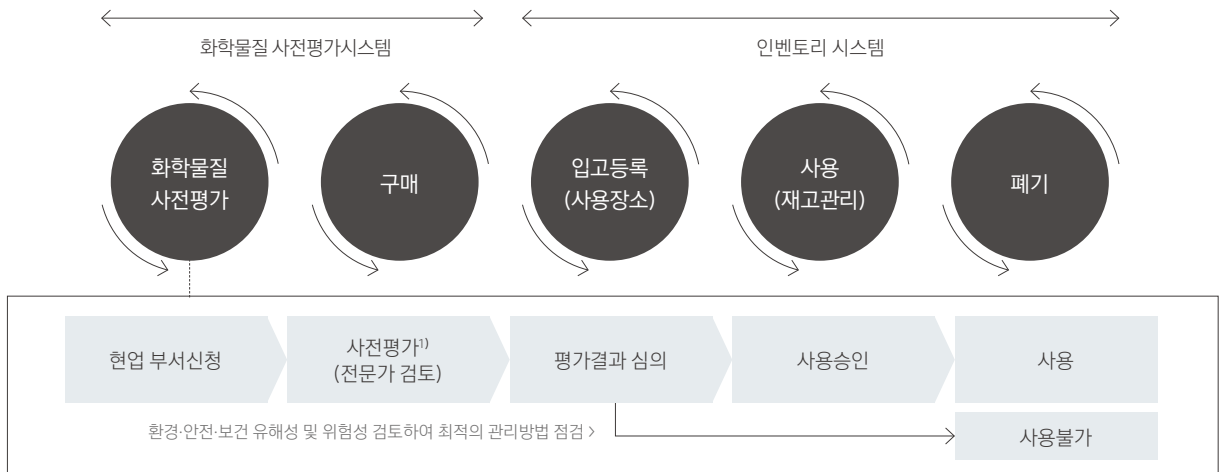 화학물질 사전평가시스템
인벤토리 시스템
화학물질
사전평가
구매
입고등록
(사용장소)
사용
(재고관리)
폐기
현업 부서신청
사전평가1)
(전문가 검토)
평가결과 심의
사용승인
사용
환경·안전·보건 유해성 및 위험성 검토하여 최적의 관리방법 점검 >
사용불가